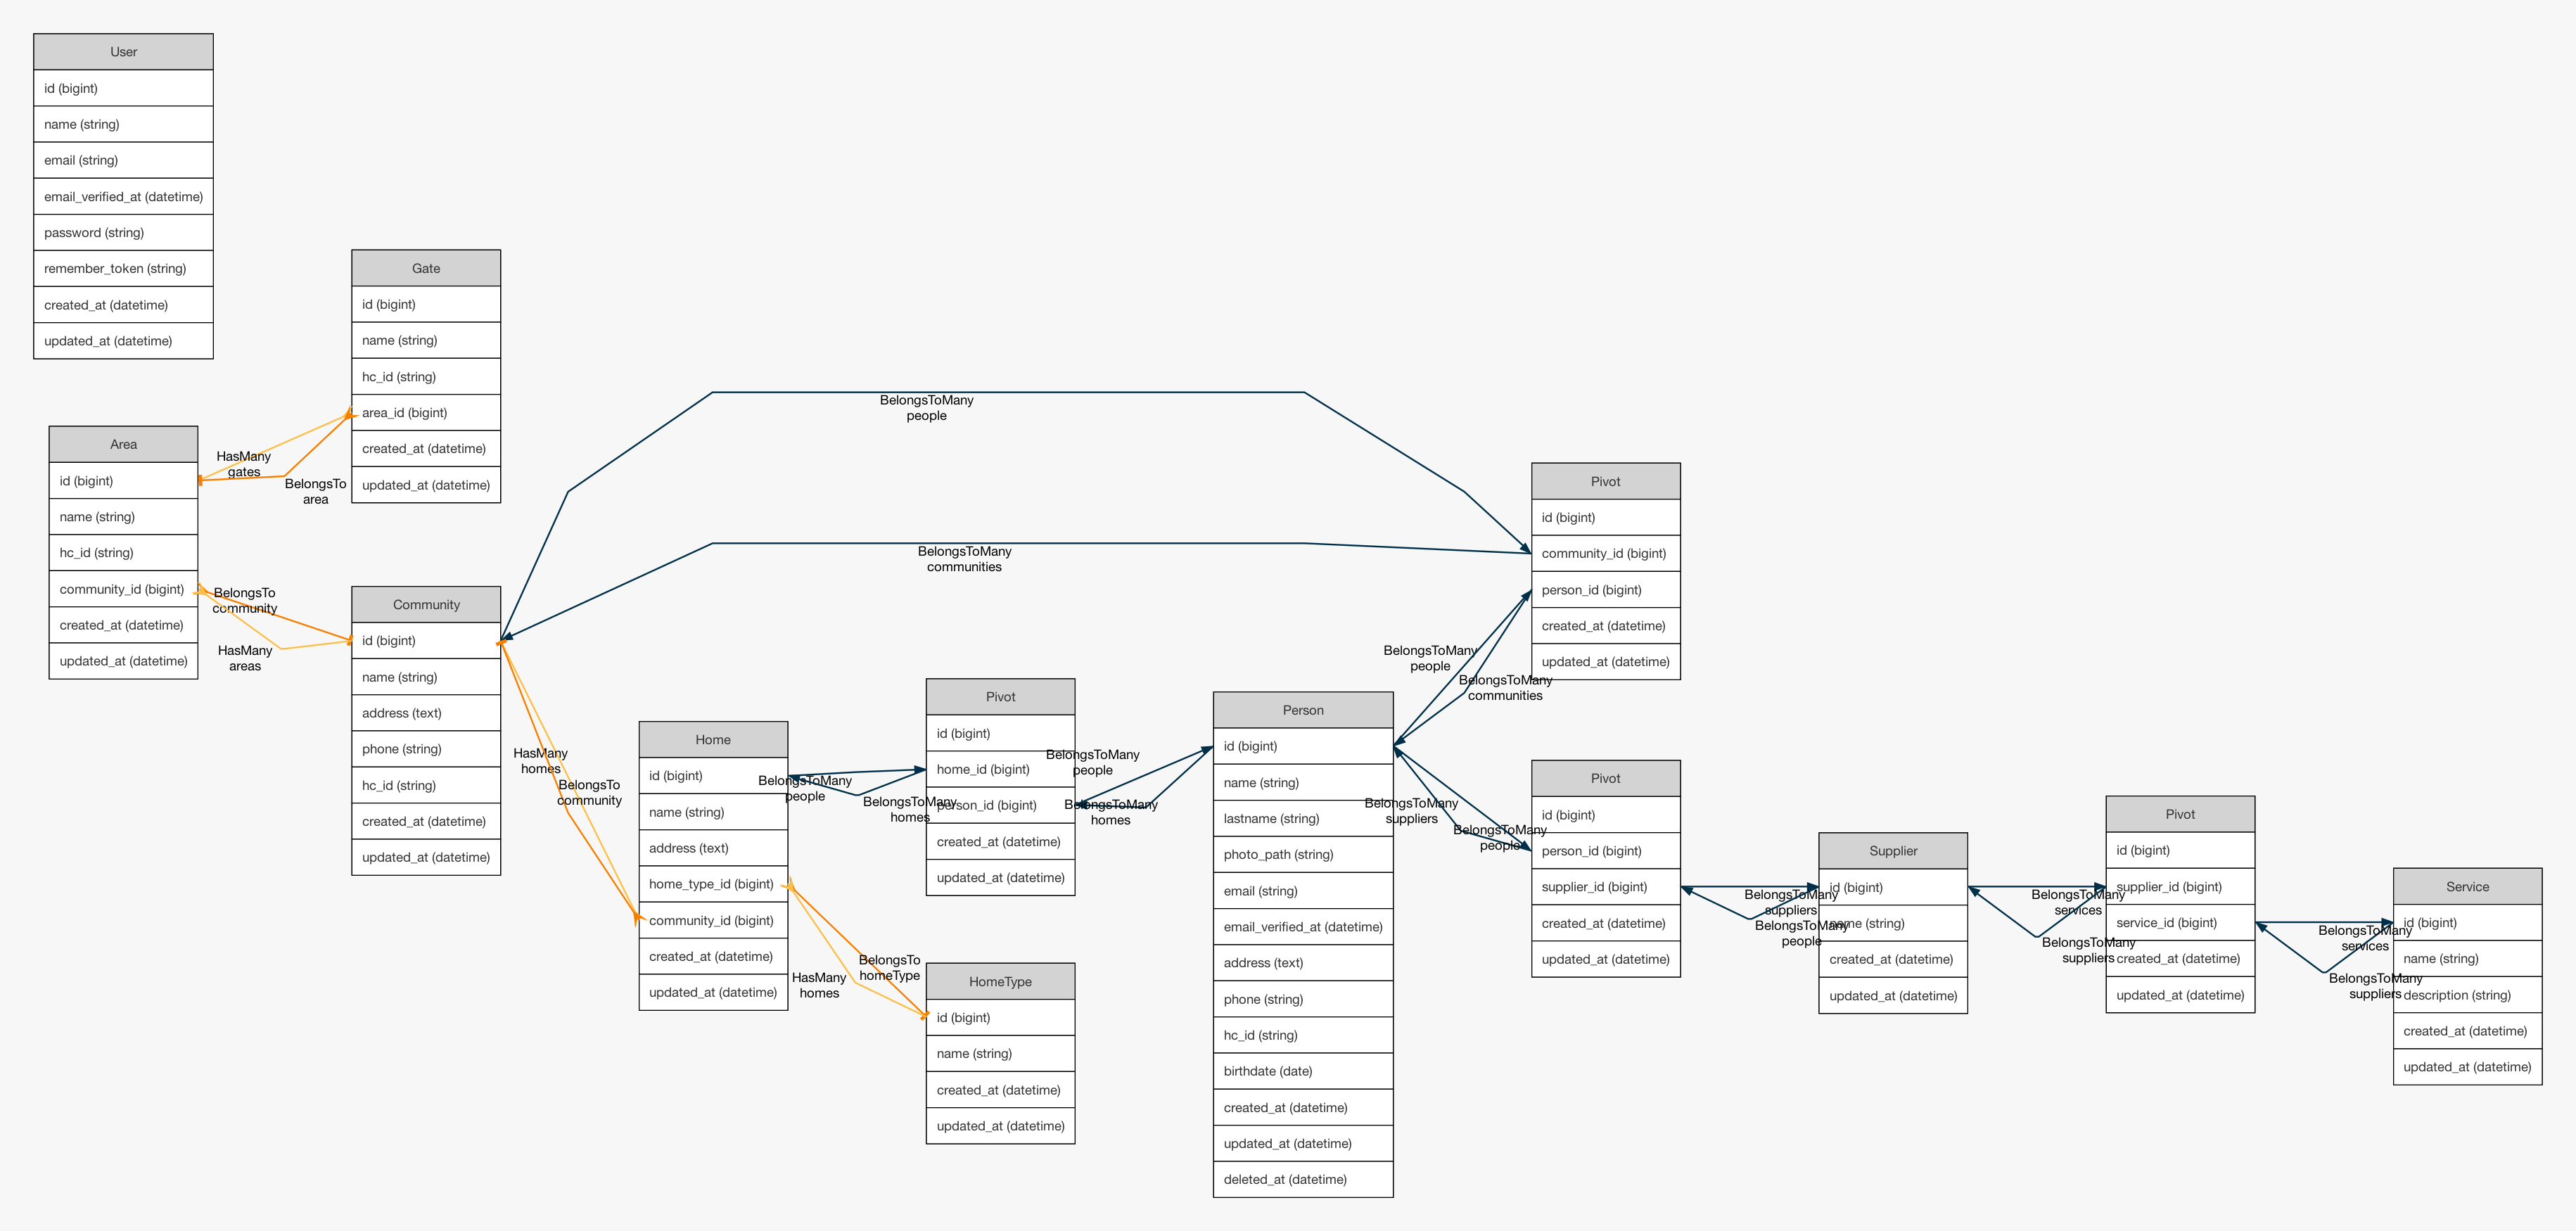 User
id (bigint)
name (string)
email (string)
email_verified_at (datetime)
password (string)
remember_token (string)
created_at (datetime)
updated_at (datetime)
Gate
id (bigint)
name (string)
hc_id (string)
area_id (bigint)
created_at (datetime)
updated_at (datetime)
Area
id (bigint)
name (string)
hc_id (string)
community_id (bigint)
created_at (datetime)
updated_at (datetime)
HasMany
gates
BelongsTo
area
BelongsTo
community
HasMany
areas
Community
id (bigint)
name (string)
address (text)
phone (string)
hc_id (string)
created_at (datetime)
updated_at (datetime)
BelongsToMany
people
BelongsToMany
communities
HasMany
homes
BelongsTo
community
Home
id (bigint)
name (string)
address (text)
home_type_id (bigint)
community_id (bigint)
created_at (datetime)
updated_at (datetime)
BelongsToMany
people
BelongsToMany
homes
HasMany
homes
BelongsTo
homeType
Pivot
id (bigint)
home_id (bigint)
person_id (bigint)
created_at (datetime)
updated_at (datetime)
HomeType
id (bigint)
name (string)
created_at (datetime)
updated_at (datetime)
BelongsToMany
people
BelongsToMany
homes
Person
id (bigint)
name (string)
lastname (string)
photo_path (string)
email (string)
email_verified_at (datetime)
address (text)
phone (string)
hc_id (string)
birthdate (date)
created_at (datetime)
updated_at (datetime)
deleted_at (datetime)
BelongsToMany
people
BelongsToMany
communities
BelongsToMany
suppliers
BelongsToMany
people
Pivot
id (bigint)
community_id (bigint)
person_id (bigint)
created_at (datetime)
updated_at (datetime)
Pivot
id (bigint)
person_id (bigint)
supplier_id (bigint)
created_at (datetime)
updated_at (datetime)
BelongsToMany
suppliers
BelongsToMany
people
Supplier
id (bigint)
name (string)
created_at (datetime)
updated_at (datetime)
BelongsToMany
services
BelongsToMany
suppliers
Pivot
id (bigint)
supplier_id (bigint)
service_id (bigint)
created_at (datetime)
updated_at (datetime)
BelongsToMany
services
BelongsToMany
suppliers
Service
id (bigint)
name (string)
description (string)
created_at (datetime)
updated_at (datetime)